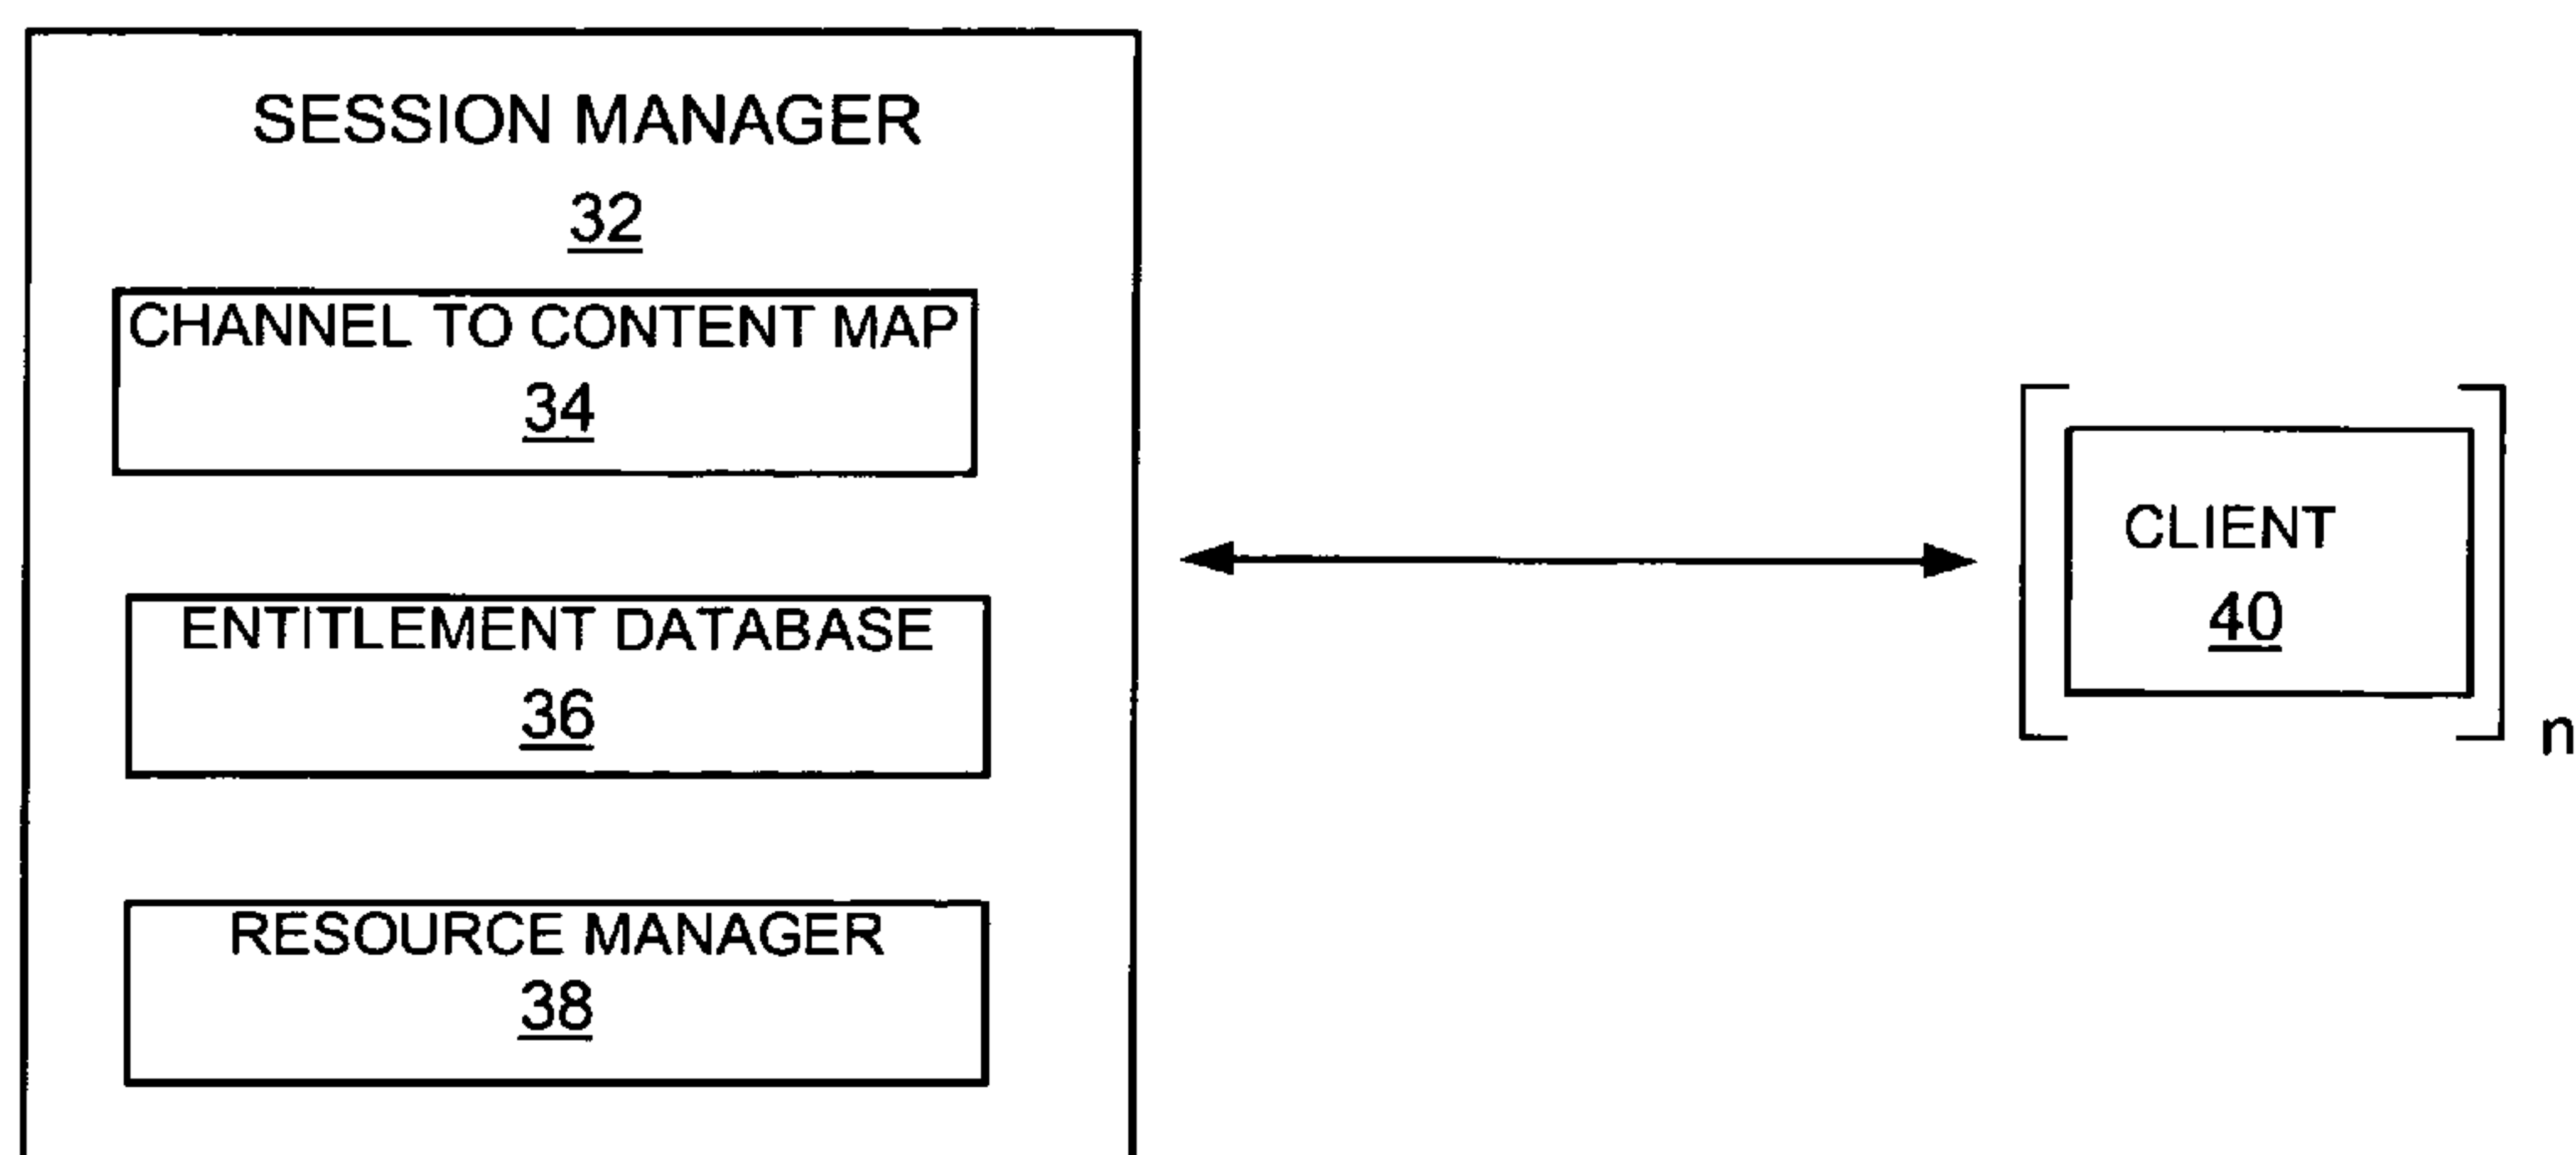 SESSION MANAGER
32
CHANNEL TO CONTENT MAP
34
ENTITLEMENT DATABASE
36
RESOURCE MANAGER
38
CLIENT
40
n